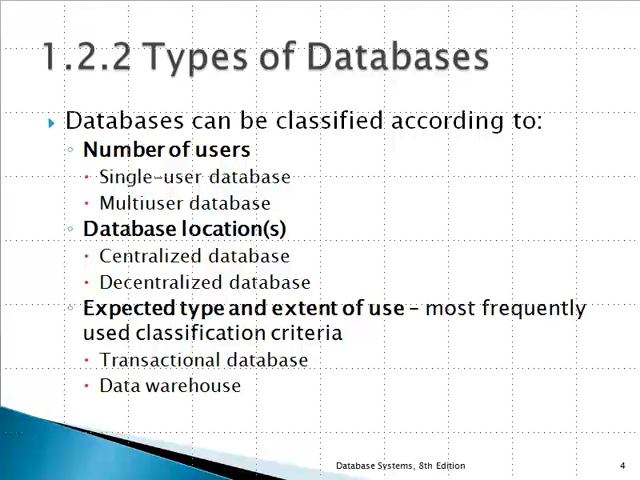 1.2.2 Types of Databases
Databases can be classified according to:
Number of users
Single-user database
Multiuser database
Database location(s)
Centralized database
Decentralized database
Expected type and extent of use – most frequently
used classification criteria
Transactional database
Data warehouse
Database Systems, 8th Edition
4